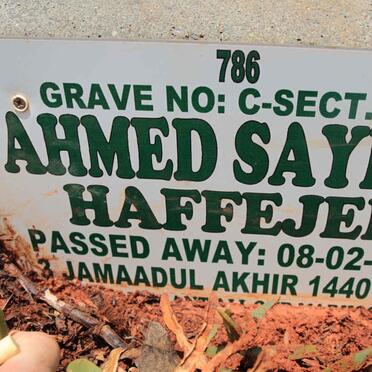 786
GRAVE NO: C-SECT.
AHMED SAY
HAFFEJE
PASSED AWAY: 08-02-
JAMAADUL AKHIR 1440